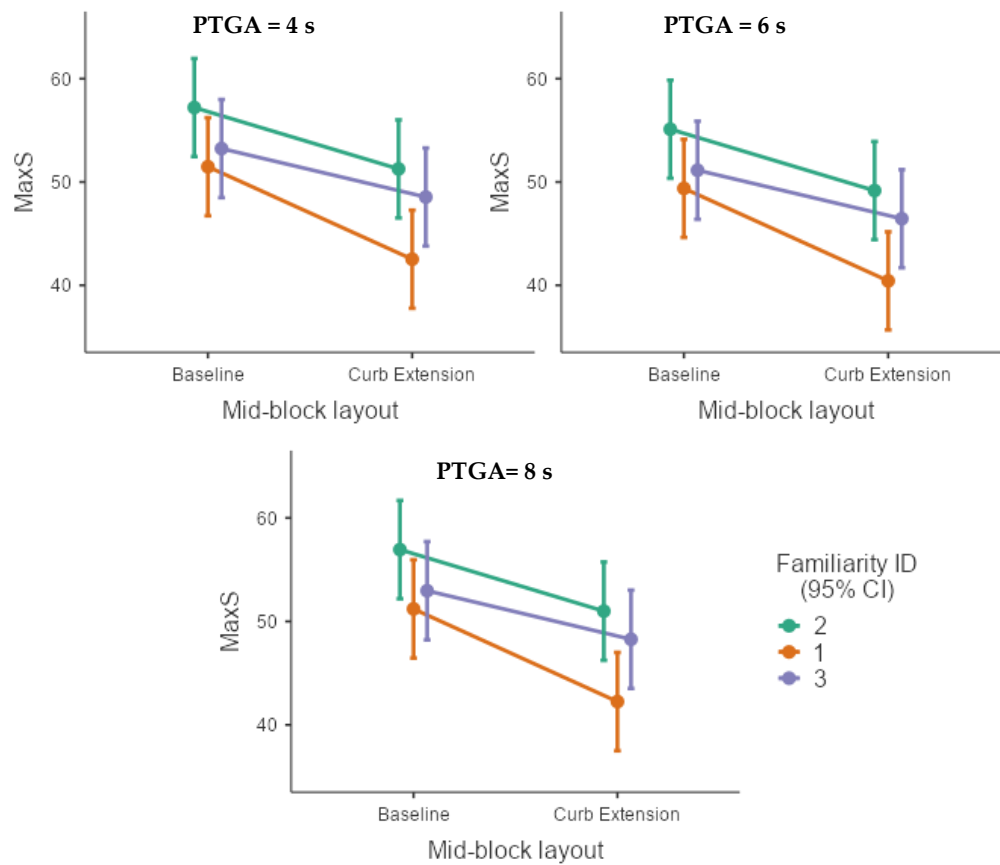 PTGA = 4 s
MaxS
60
50
40
Baseline
Curb Extension
Mid-block layout
PTGA = 6 s
MaxS
60
50
40
Baseline
Curb Extension
Mid-block layout
PTGA= 8 s
MaxS
60
50
40
Baseline
Curb Extension
Mid-block layout
Familiarity ID
(95% CI)
2
1
3